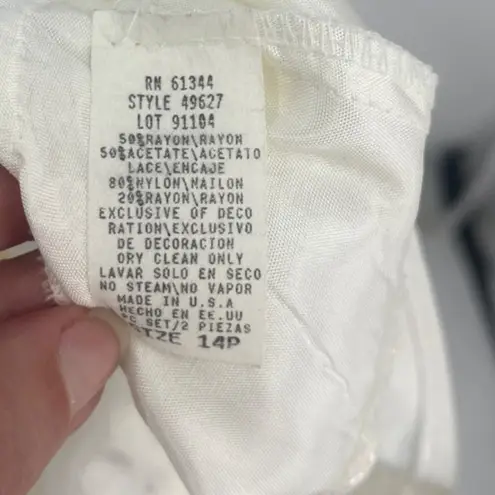 RN 61344
STYLE 49627
LOT 91104
50%RAYON\RAYON
50%ACETATE\ACETATO
LACE\ENCAJE
80%NYLON\NAILON
20%RAYON\RAYON
EXCLUSIVE OF DECO
RATION\EXCLUSIVO
DE DECORACION
DRY CLEAN ONLY
LAVAR SOLO EN SECO
NO STEAM\NO VAPOR
MADE IN U.S.A
HECHO EN EE.UU
PC SET/2 PIEZAS
SIZE 14P